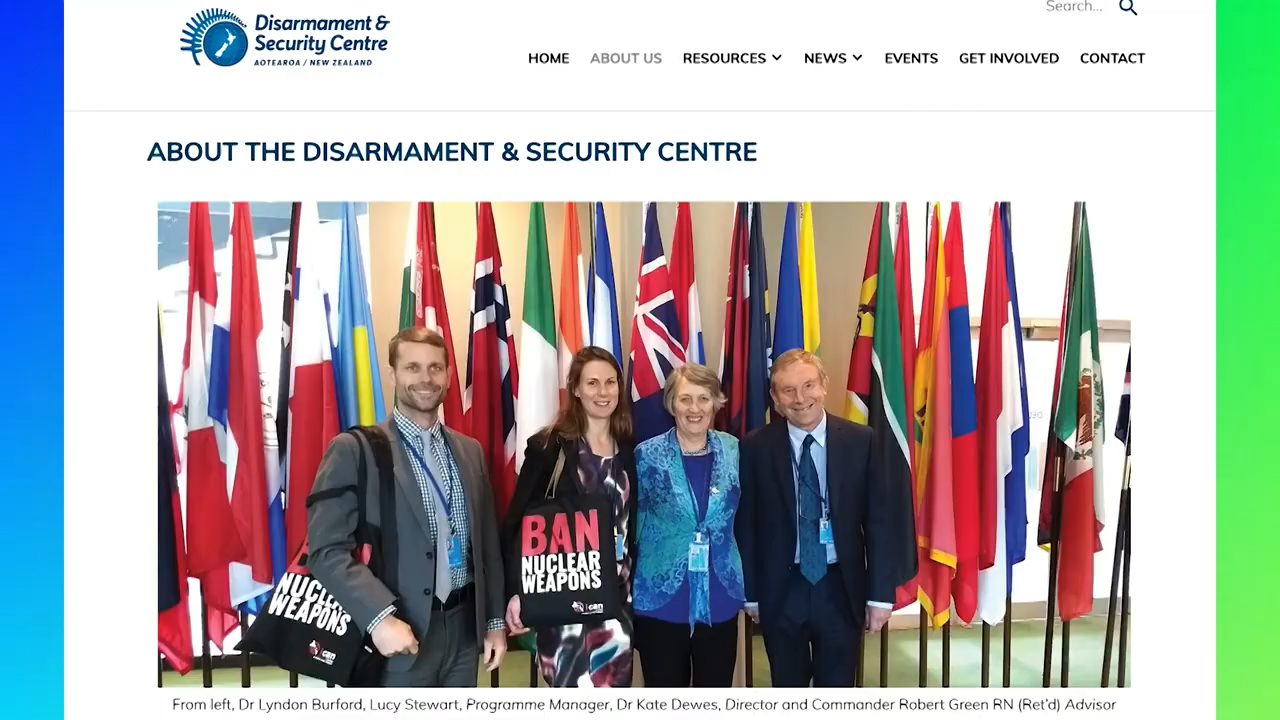 Disarmament &
Security Centre
AOTEAROA / NEW ZEALAND
Search...
HOME
ABOUT US
RESOURCES
NEWS
EVENTS
GET INVOLVED
CONTACT
ABOUT THE DISARMAMENT & SECURITY CENTRE
BAN
NUCLEAR
WEAPONS
ican
NUCLEAR
WEAPONS
ican
From left, Dr Lyndon Burford, Lucy Stewart, Programme Manager, Dr Kate Dewes, Director and Commander Robert Green RN (Ret'd) Advisor